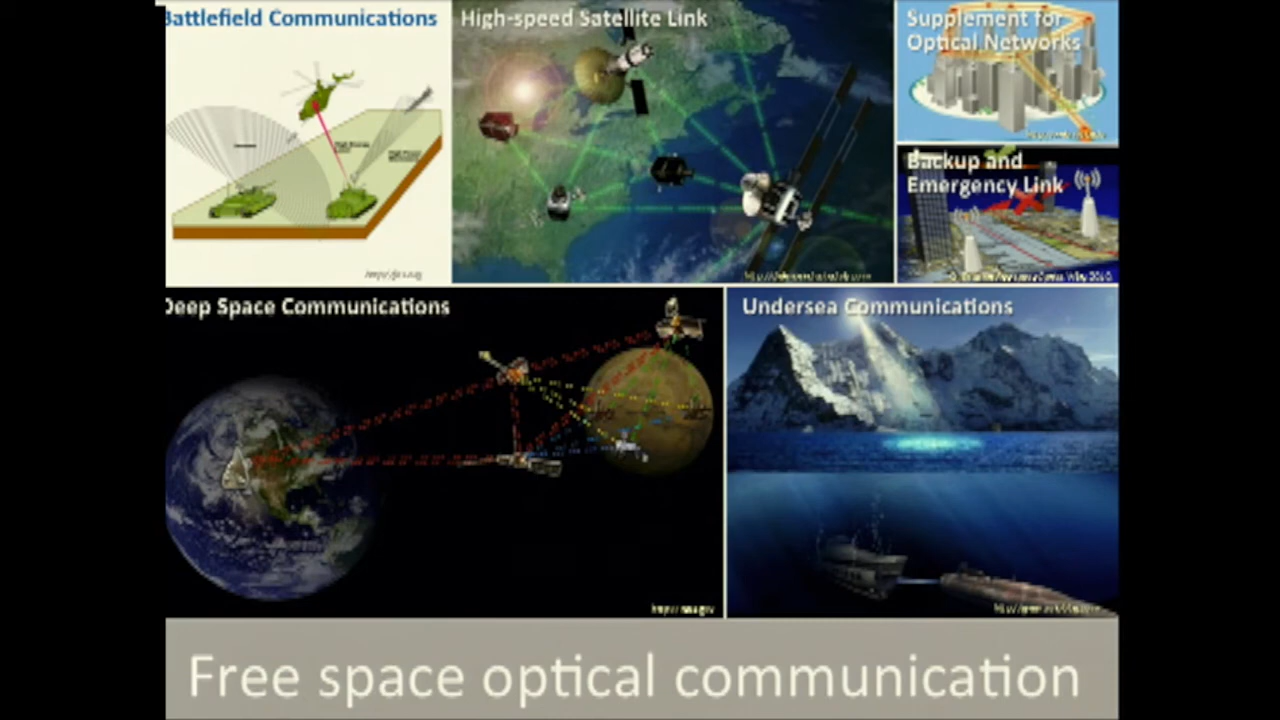 Battlefield Communications
High-speed Satellite Link
Supplement for
Optical Networks
Backup and
Emergency Link
Deep Space Communications
Undersea Communications
Free space optical communication